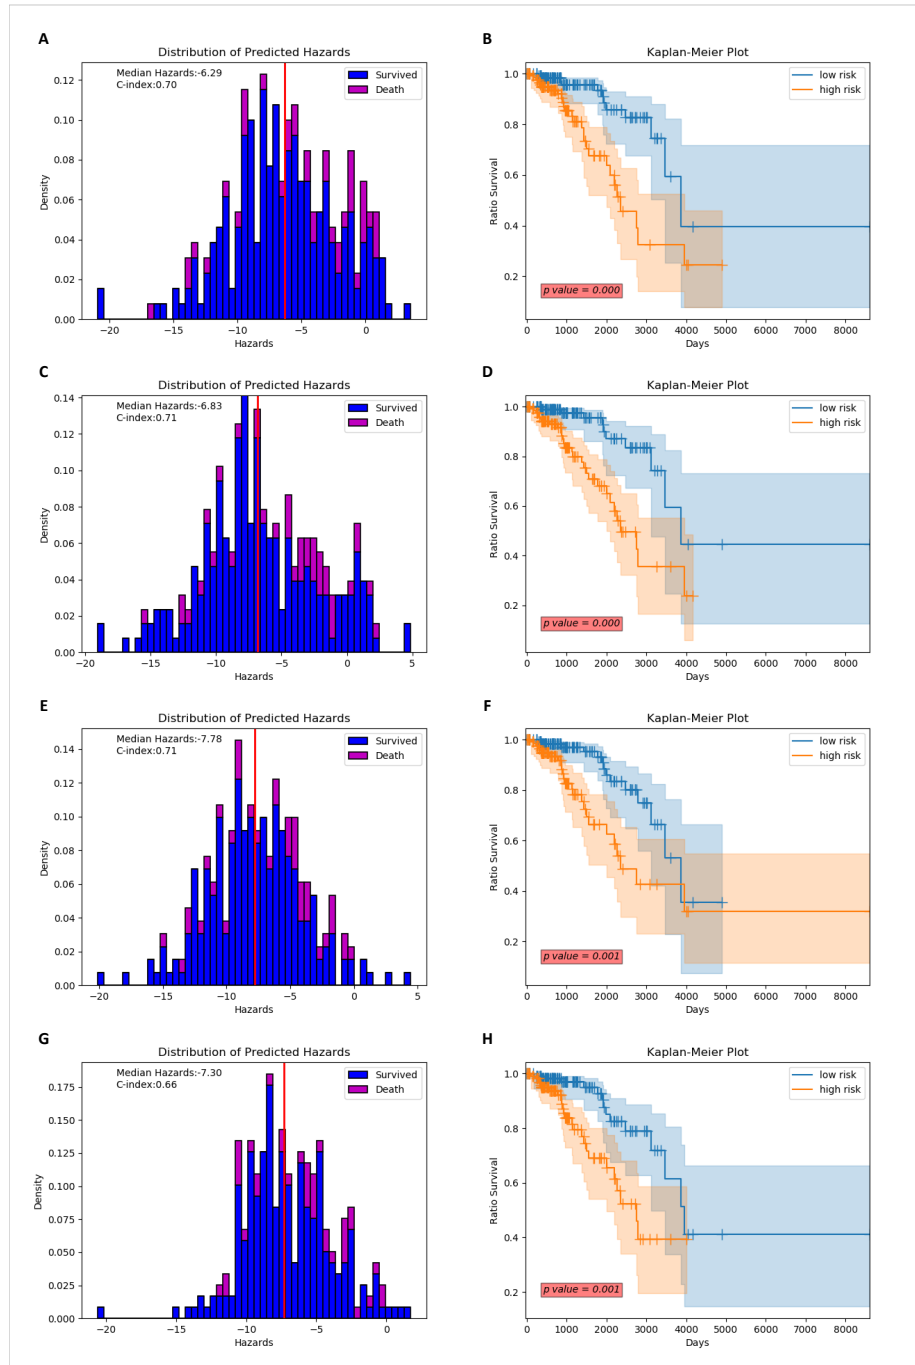 A
Distribution of Predicted Hazards
Median Hazards:-6.29
C-index:0.70
Survived
Death
Density
0.12
0.10
0.08
0.06
0.04
0.02
0.00
−20
−15
−10
−5
0
Hazards
B
Kaplan-Meier Plot
low risk
high risk
Ratio Survival
1.0
0.8
0.6
0.4
0.2
p value = 0.000
0
1000
2000
3000
4000
5000
6000
7000
8000
Days
C
Distribution of Predicted Hazards
Median Hazards:-6.83
C-index:0.71
Survived
Death
Density
0.14
0.12
0.10
0.08
0.06
0.04
0.02
0.00
−20
−15
−10
−5
0
5
Hazards
D
Kaplan-Meier Plot
low risk
high risk
Ratio Survival
1.0
0.8
0.6
0.4
0.2
p value = 0.000
0
1000
2000
3000
4000
5000
6000
7000
8000
Days
E
Distribution of Predicted Hazards
Median Hazards:-7.78
C-index:0.71
Survived
Death
Density
0.14
0.12
0.10
0.08
0.06
0.04
0.02
0.00
−20
−15
−10
−5
0
5
Hazards
F
Kaplan-Meier Plot
low risk
high risk
Ratio Survival
1.0
0.8
0.6
0.4
0.2
p value = 0.001
0
1000
2000
3000
4000
5000
6000
7000
8000
Days
G
Distribution of Predicted Hazards
Median Hazards:-7.30
C-index:0.66
Survived
Death
Density
0.175
0.150
0.125
0.100
0.075
0.050
0.025
0.000
−20
−15
−10
−5
0
Hazards
H
Kaplan-Meier Plot
low risk
high risk
Ratio Survival
1.0
0.8
0.6
0.4
0.2
p value = 0.001
0
1000
2000
3000
4000
5000
6000
7000
8000
Days